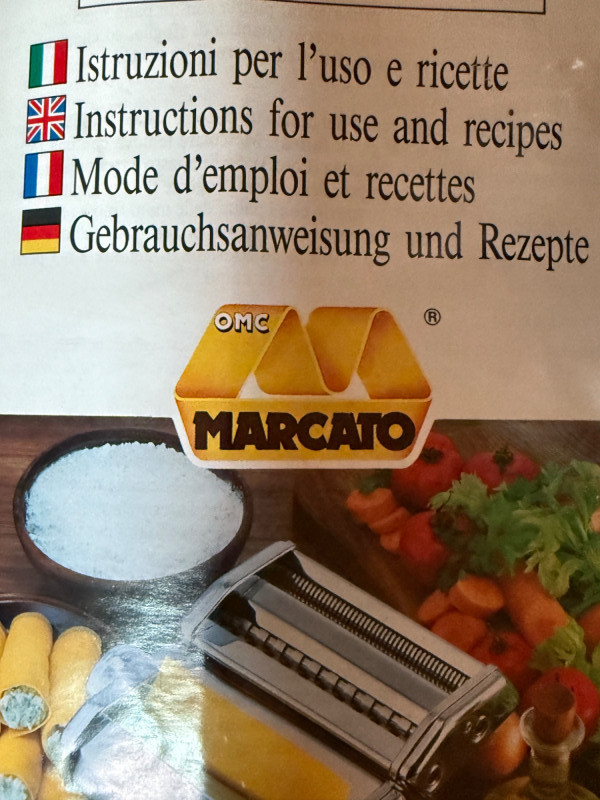 Istruzioni per l'uso e ricette
Instructions for use and recipes
Mode d'emploi et recettes
Gebrauchsanweisung und Rezepte
OMC
®
MARCATO